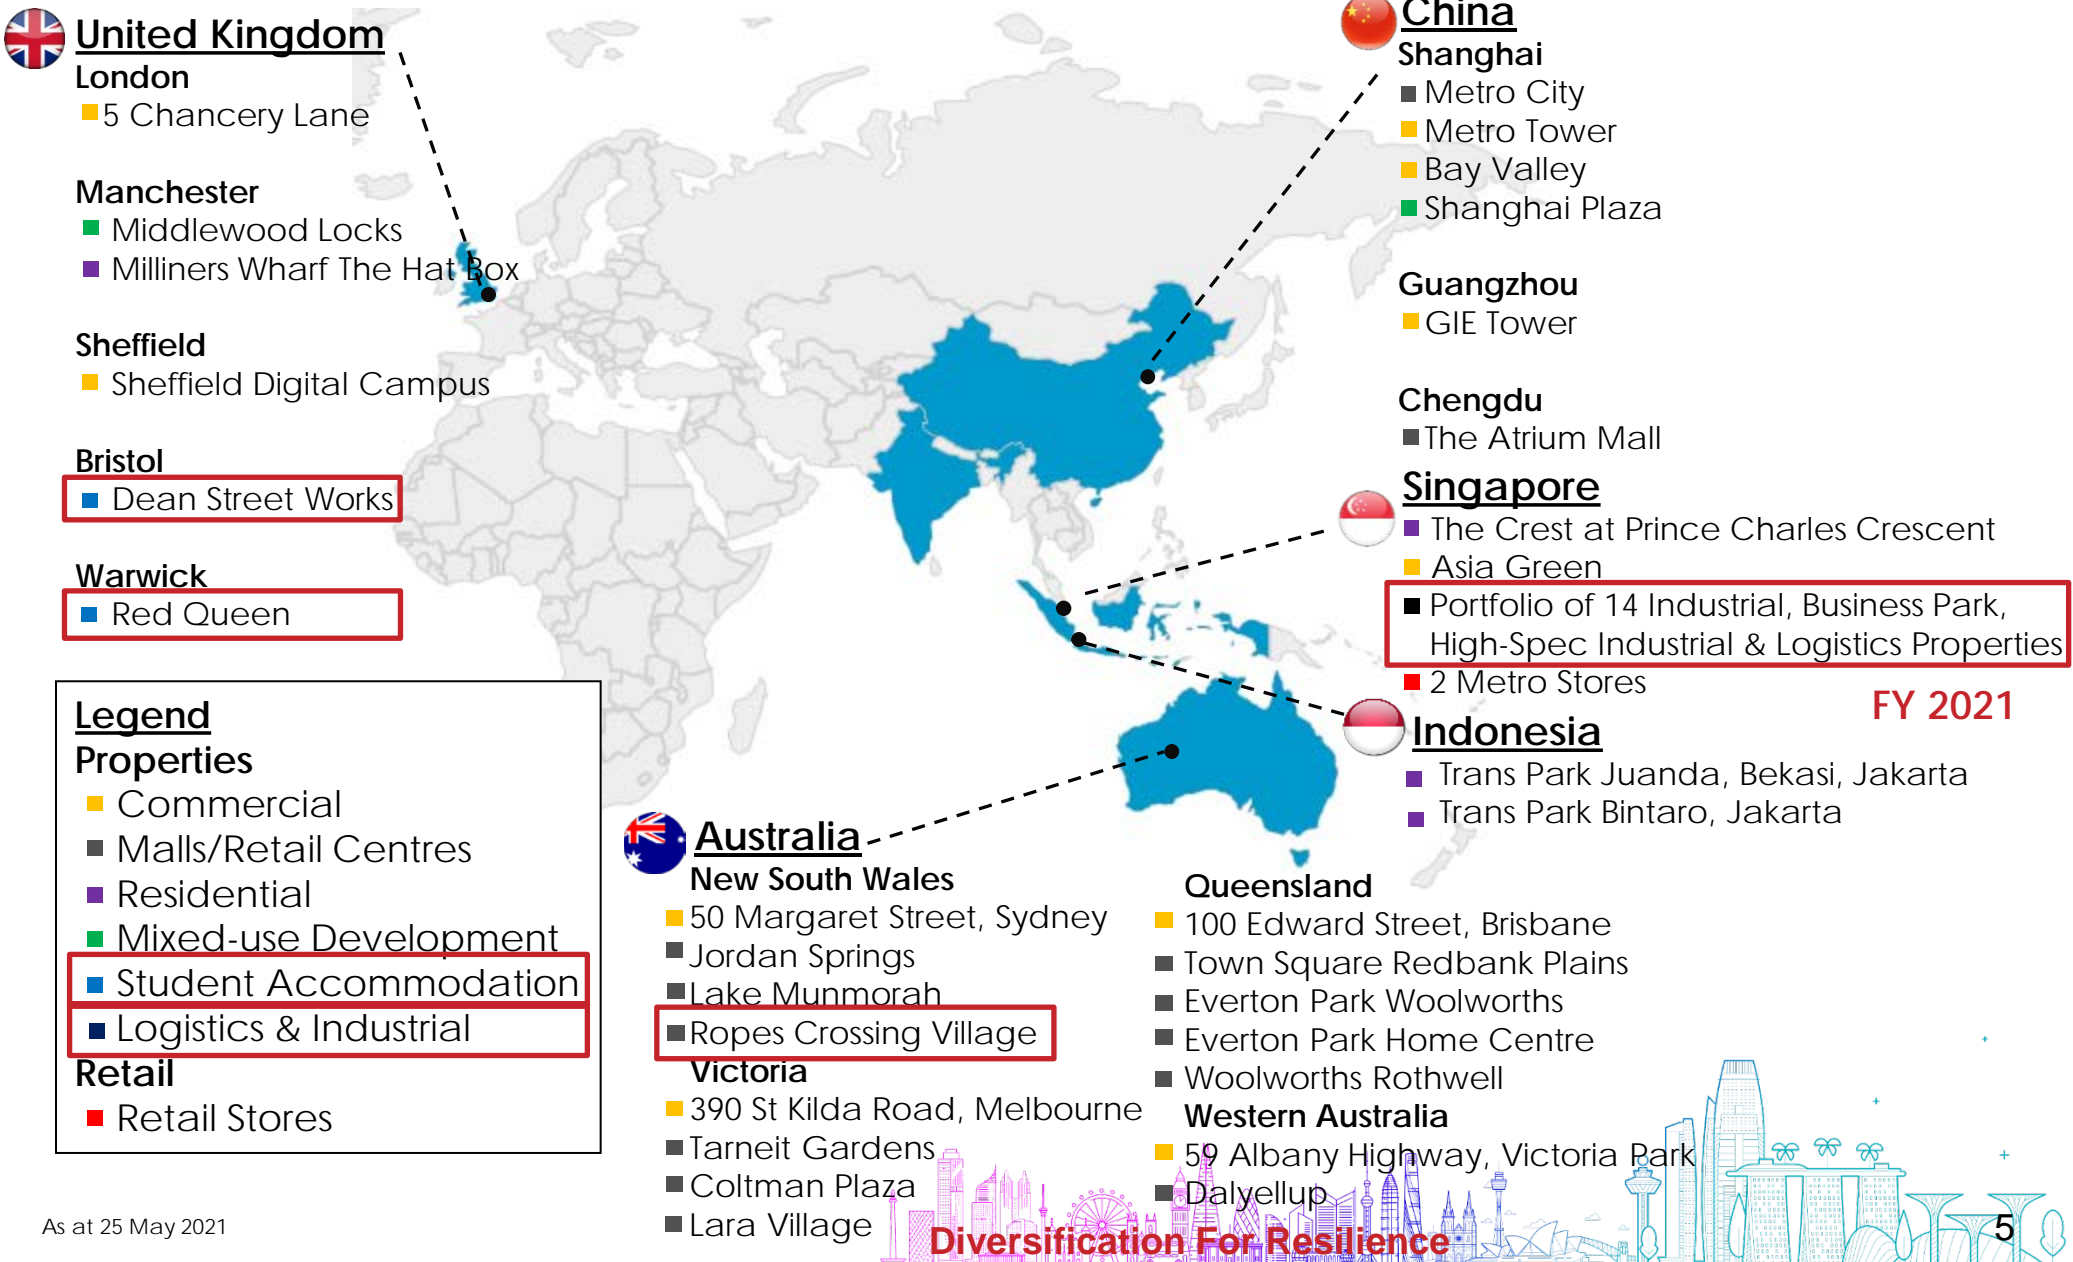 United Kingdom
London
5 Chancery Lane
Manchester
Middlewood Locks
Milliners Wharf The Hat Box
Sheffield
Sheffield Digital Campus
Bristol
Dean Street Works
Warwick
Red Queen
Legend
Properties
Commercial
Malls/Retail Centres
Residential
Mixed-use Development
Student Accommodation
Logistics & Industrial
Retail
Retail Stores
China
Shanghai
Metro City
Metro Tower
Bay Valley
Shanghai Plaza
Guangzhou
GIE Tower
Chengdu
The Atrium Mall
Singapore
The Crest at Prince Charles Crescent
Asia Green
Portfolio of 14 Industrial, Business Park,
High-Spec Industrial & Logistics Properties
2 Metro Stores
FY 2021
Indonesia
Trans Park Juanda, Bekasi, Jakarta
Trans Park Bintaro, Jakarta
Australia
New South Wales
50 Margaret Street, Sydney
Jordan Springs
Lake Munmorah
Ropes Crossing Village
Victoria
390 St Kilda Road, Melbourne
Tarneit Gardens
Coltman Plaza
Lara Village
Queensland
100 Edward Street, Brisbane
Town Square Redbank Plains
Everton Park Woolworths
Everton Park Home Centre
Woolworths Rothwell
Western Australia
59 Albany Highway, Victoria Park
Dalyellup
As at 25 May 2021
Diversification For Resilience
5